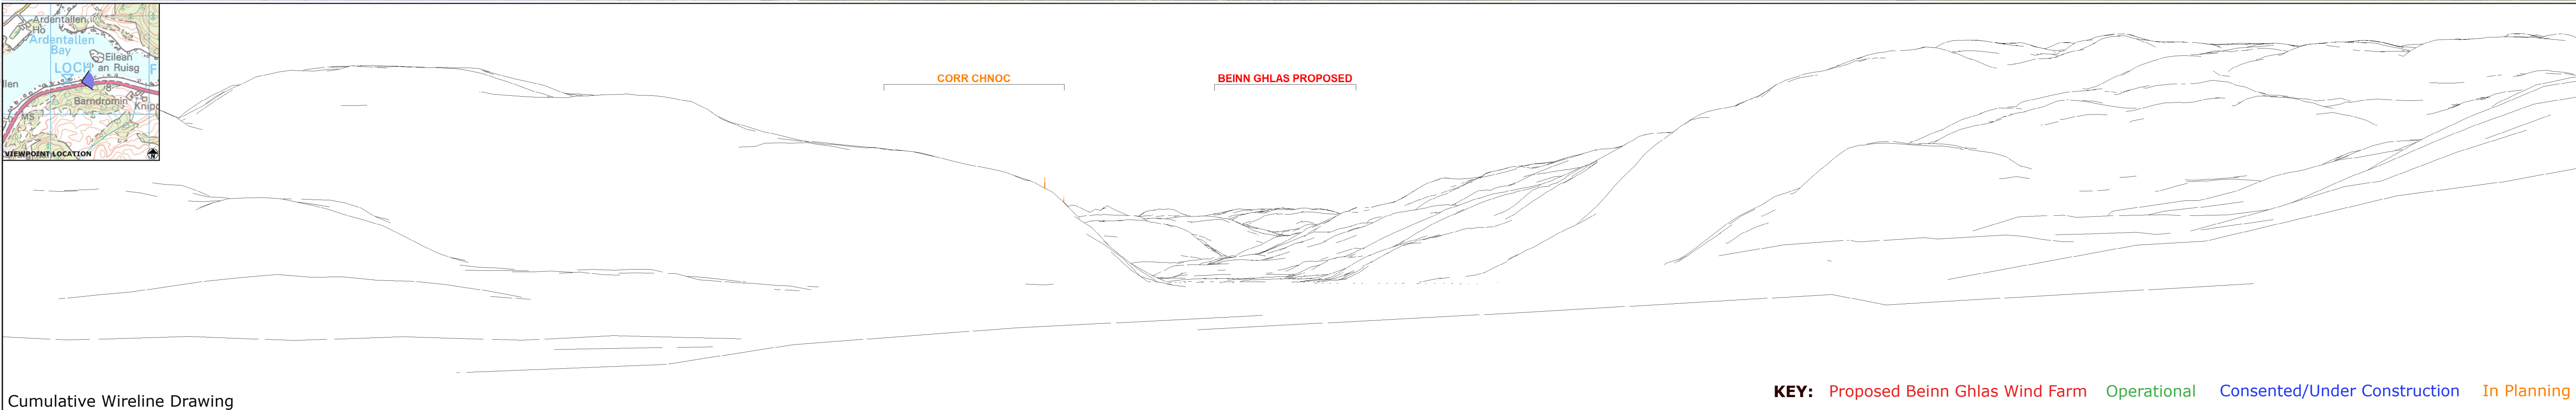 Ardentallen
Ho
Ardentallen
Bay
Eilean
an Ruisg
LOCH
F
8
llen
Barndromin
Knipo
MS
VIEWPOINT LOCATION
N
CORR CHNOC
BEINN GHLAS PROPOSED
Cumulative Wireline Drawing
KEY: Proposed Beinn Ghlas Wind Farm Operational Consented/Under Construction In Planning